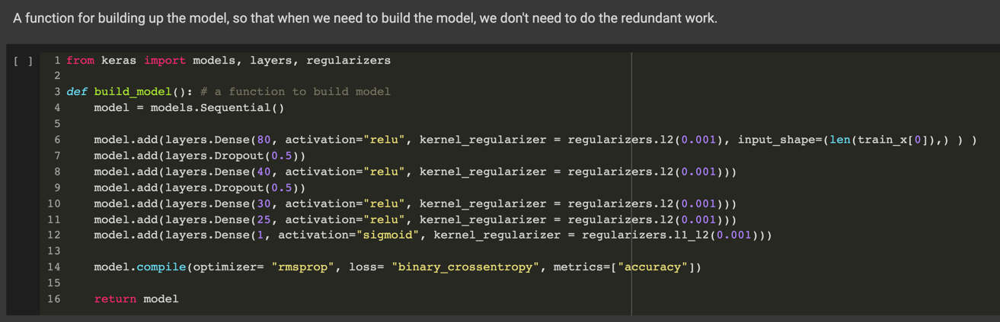 A function for building up the model, so that when we need to build the model, we don't need to do the redundant work.
[ ]
1 from keras import models, layers, regularizers
2
3 def build_model(): # a function to build model
4     model = models.Sequential()
5
6     model.add(layers.Dense(80, activation="relu", kernel_regularizer = regularizers.l2(0.001), input_shape=(len(train_x[0]),) ) )
7     model.add(layers.Dropout(0.5))
8     model.add(layers.Dense(40, activation="relu", kernel_regularizer = regularizers.l2(0.001)))
9     model.add(layers.Dropout(0.5))
10     model.add(layers.Dense(30, activation="relu", kernel_regularizer = regularizers.l2(0.001)))
11     model.add(layers.Dense(25, activation="relu", kernel_regularizer = regularizers.l2(0.001)))
12     model.add(layers.Dense(1, activation="sigmoid", kernel_regularizer = regularizers.l1_l2(0.001)))
13
14     model.compile(optimizer= "rmsprop", loss= "binary_crossentropy", metrics=["accuracy"])
15
16     return model